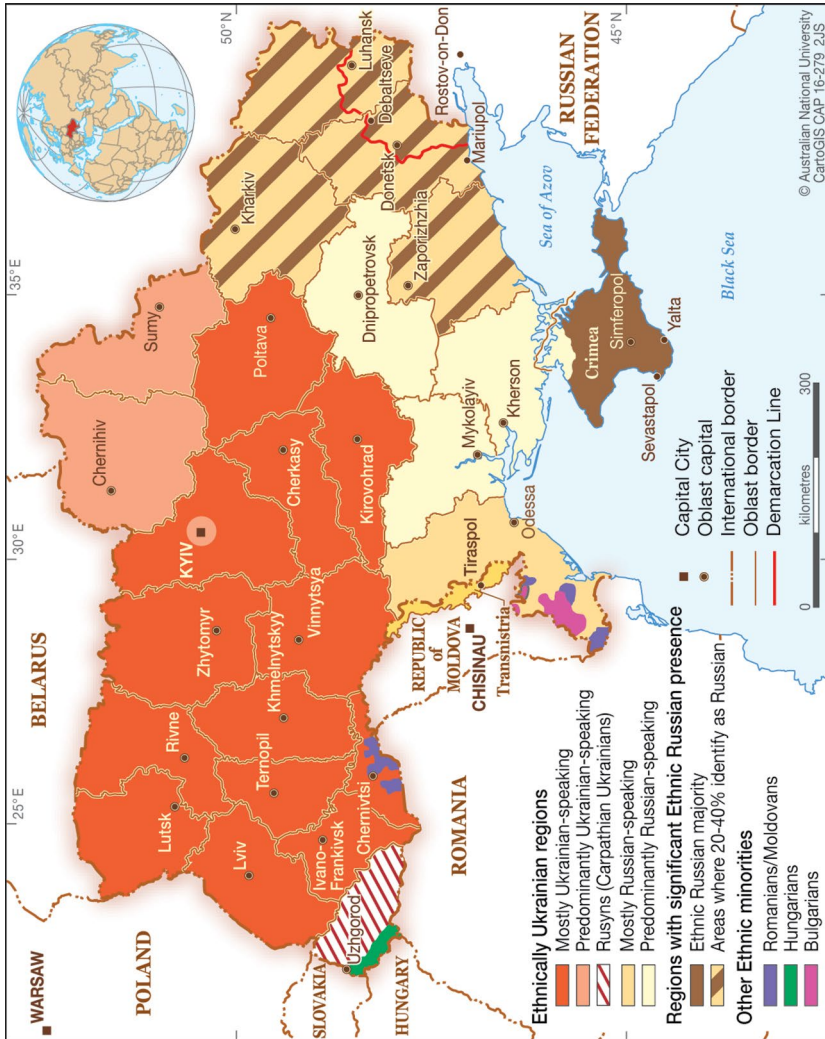 WARSAW
POLAND
BELARUS
SLOVAKIA
HUNGARY
ROMANIA
REPUBLIC
of
MOLDOVA
CHISINAU
Transnistria
Tiraspol
RUSSIAN
FEDERATION
Rostov-on-Don
50°N
45°N
25°E
30°E
35°E
Lutsk
Rivne
Zhytomyr
KYIV
Chernihiv
Sumy
Lviv
Ternopil
Khmelnytskyy
Vinnytsya
Cherkasy
Poltava
Kharkiv
Luhansk
Debaltseve
Uzhgorod
Ivano-
Frankivsk
Chernivtsi
Kirovohrad
Dnipropetrovsk
Donetsk
Zaporizhzhia
Mariupol
Odessa
Mykolayiv
Kherson
Sea of Azov
Crimea
Simferopol
Sevastapol
Yalta
Black Sea
Ethnically Ukrainian regions
Mostly Ukrainian-speaking
Predominantly Ukrainian-speaking
Rusyns (Carpathian Ukrainians)
Mostly Russian-speaking
Predominantly Russian-speaking
Regions with significant Ethnic Russian presence
Ethnic Russian majority
Areas where 20-40% identify as Russian
Other Ethnic minorities
Romanians/Moldovans
Hungarians
Bulgarians
Capital City
Oblast capital
International border
Oblast border
Demarcation Line
0 kilometres 300
© Australian National University
CartoGIS CAP 16-279 2JS